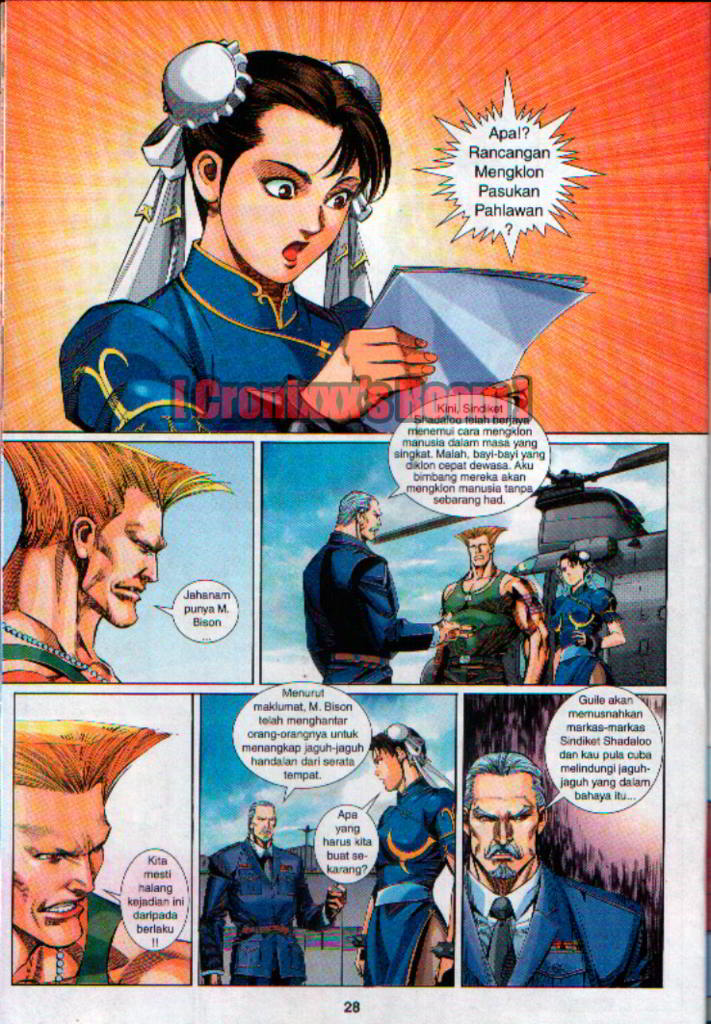 Apa!?
Rancangan
Mengklon
Pasukan
Pahlawan
?
[ Cronixxx's Room ]
Kini, Sindiket
Shadaloo telah berjaya
menemui cara mengklon
manusia dalam masa yang
singkat. Malah, bayi-bayi yang
diklon cepat dewasa. Aku
bimbang mereka akan
mengklon manusia tanpa
sebarang had.
Jahanam
punya M.
Bison
...
Menurut
maklumat, M. Bison
telah menghantar
orang-orangnya untuk
menangkap jaguh-jaguh
handalan dari serata
tempat.
Guile akan
memusnahkan
markas-markas
Sindiket Shadaloo
dan kau pula cuba
melindungi jaguh-
jaguh yang dalam
bahaya itu...
Apa
yang
harus kita
buat se-
karang?
Kita
mesti
halang
kejadian ini
daripada
berlaku
!!
28